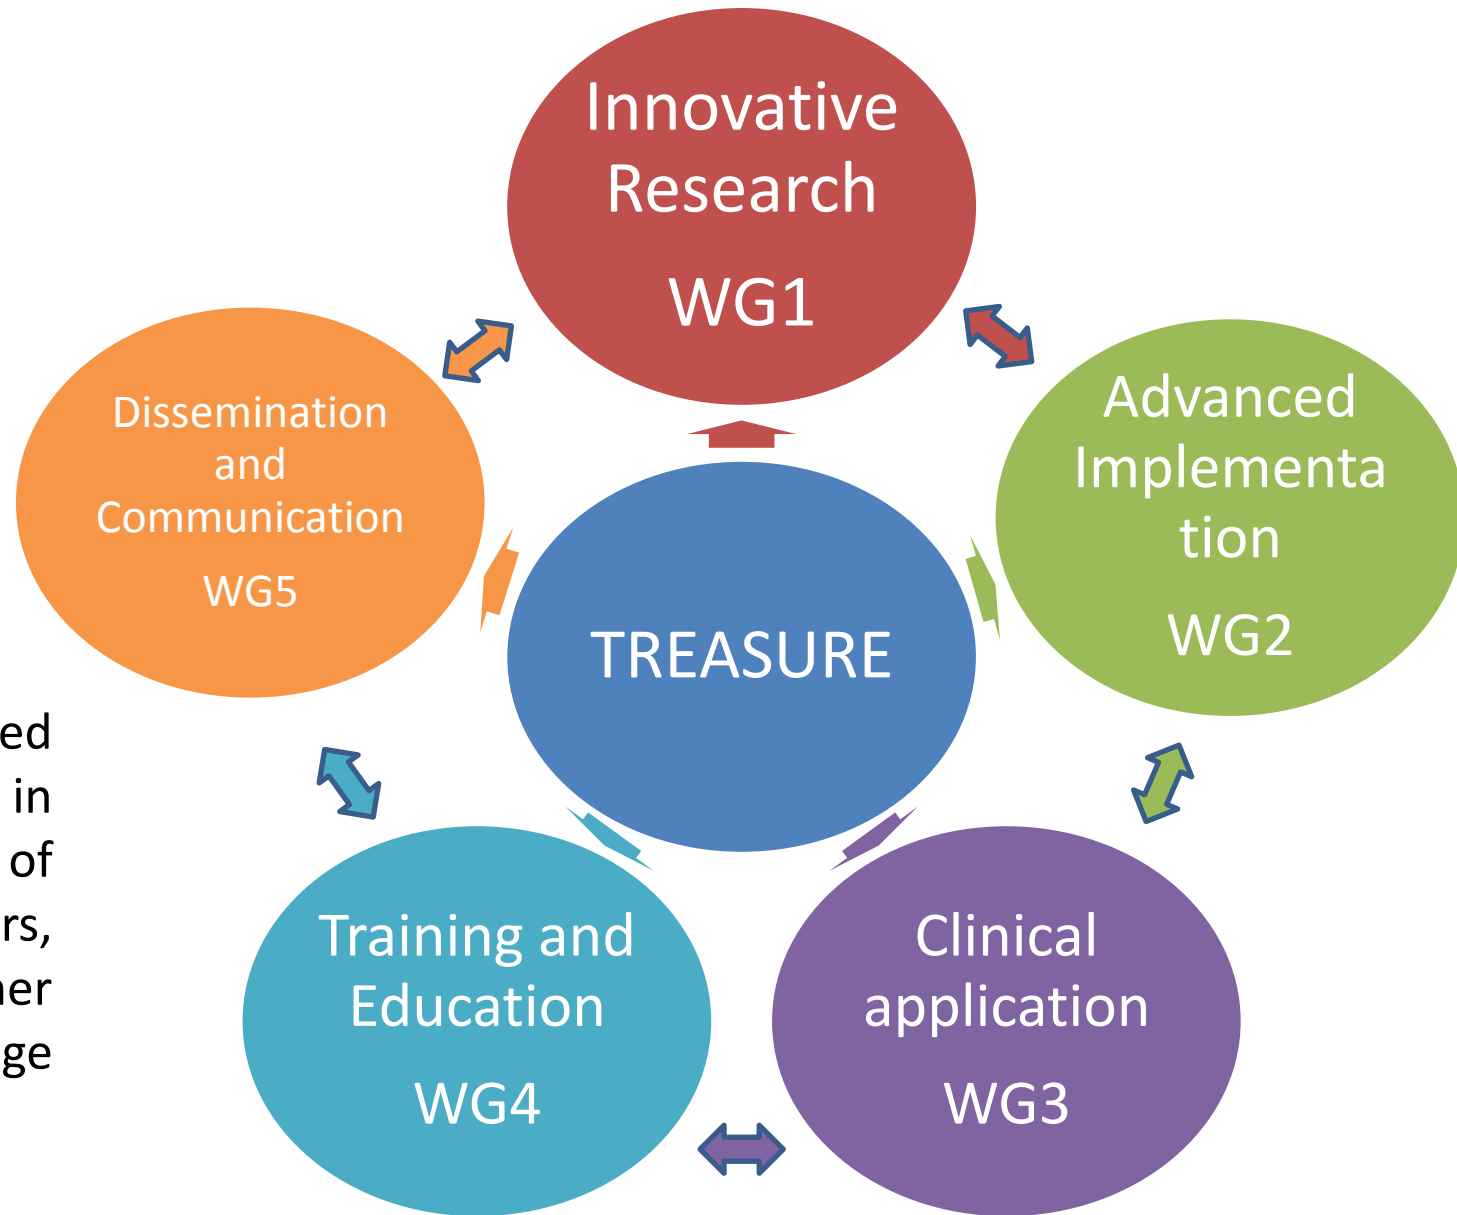 Innovative
Research
WG1
Dissemination
and
Communication
WG5
Advanced
Implementa
tion
WG2
TREASURE
ed
in
of
rs,
ner
ge
Training and
Education
WG4
Clinical
application
WG3